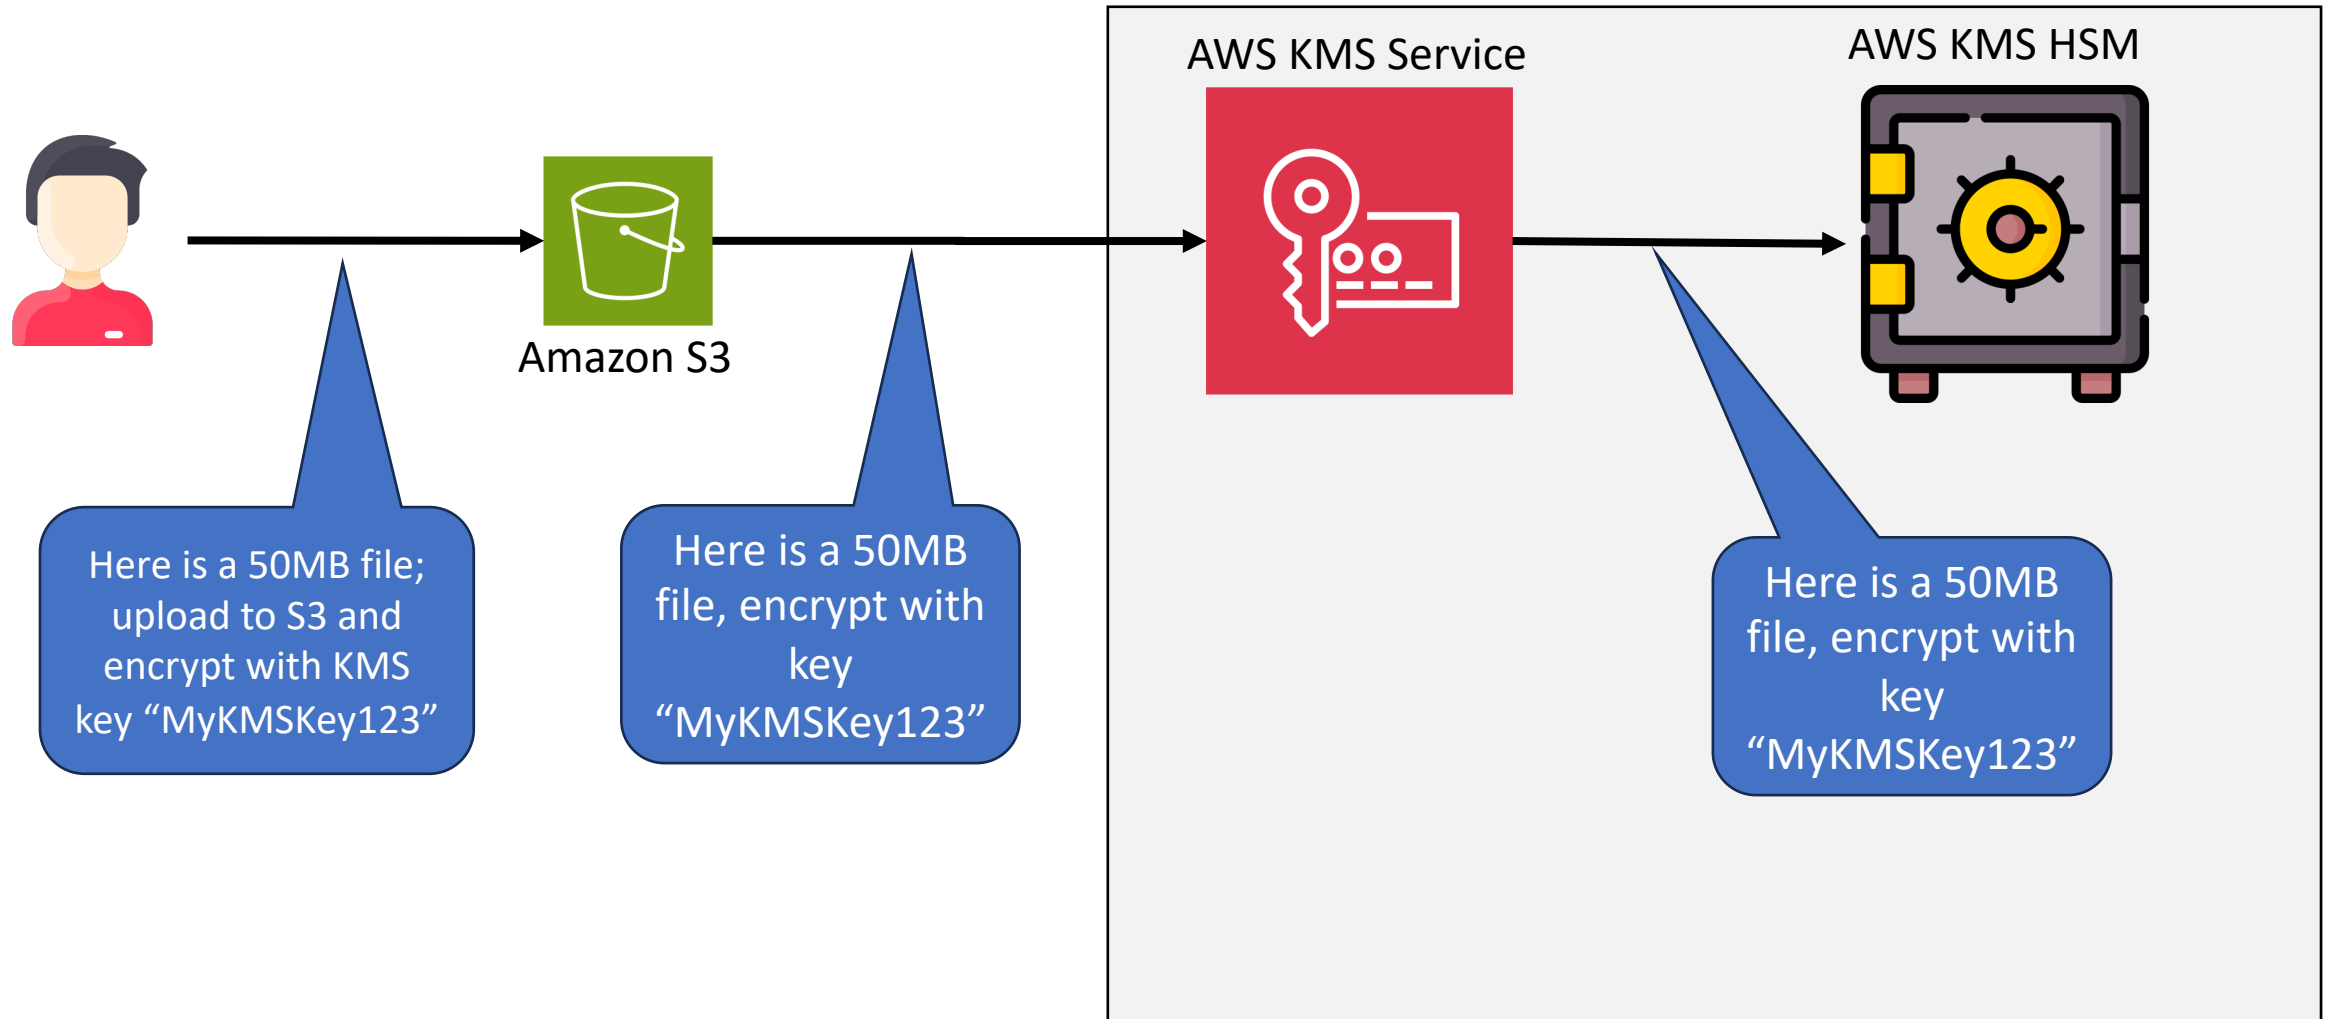 AWS KMS Service
AWS KMS HSM
Amazon S3
Here is a 50MB file;
upload to S3 and
encrypt with KMS
key “MyKMSKey123”
Here is a 50MB
file, encrypt with
key
“MyKMSKey123”
Here is a 50MB
file, encrypt with
key
“MyKMSKey123”